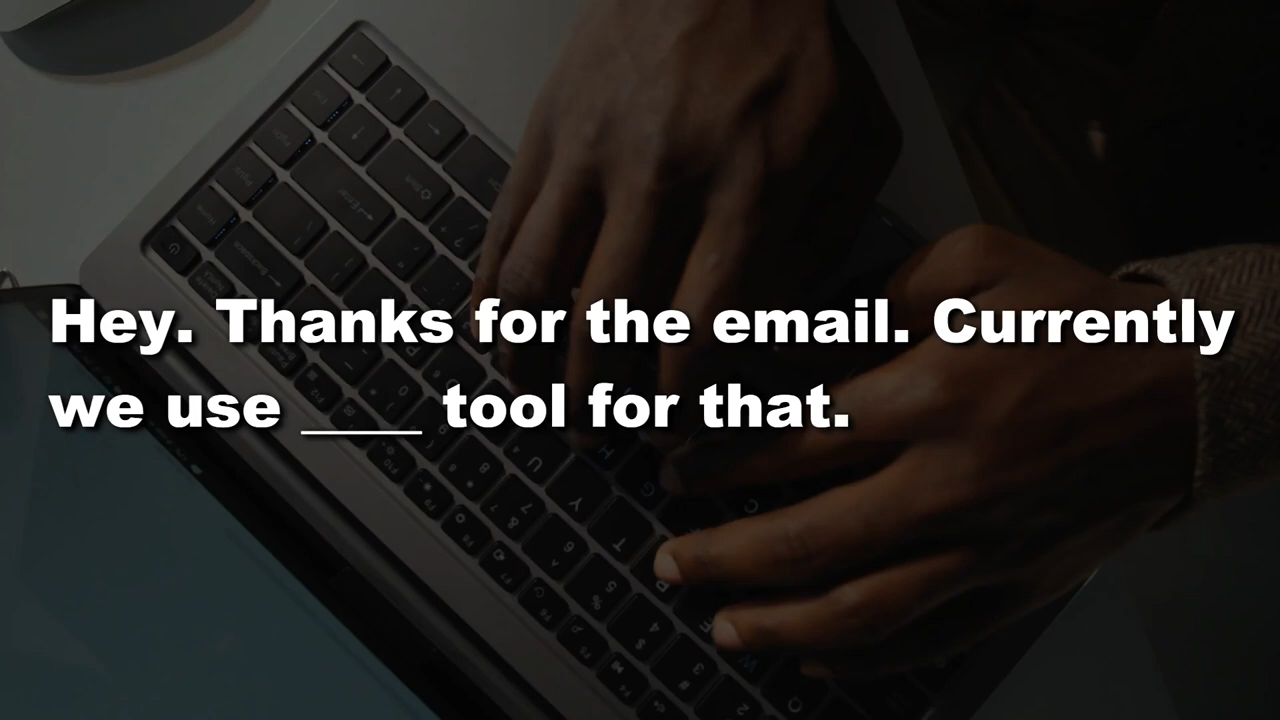 Hey. Thanks for the email. Currently
we use ____ tool for that.